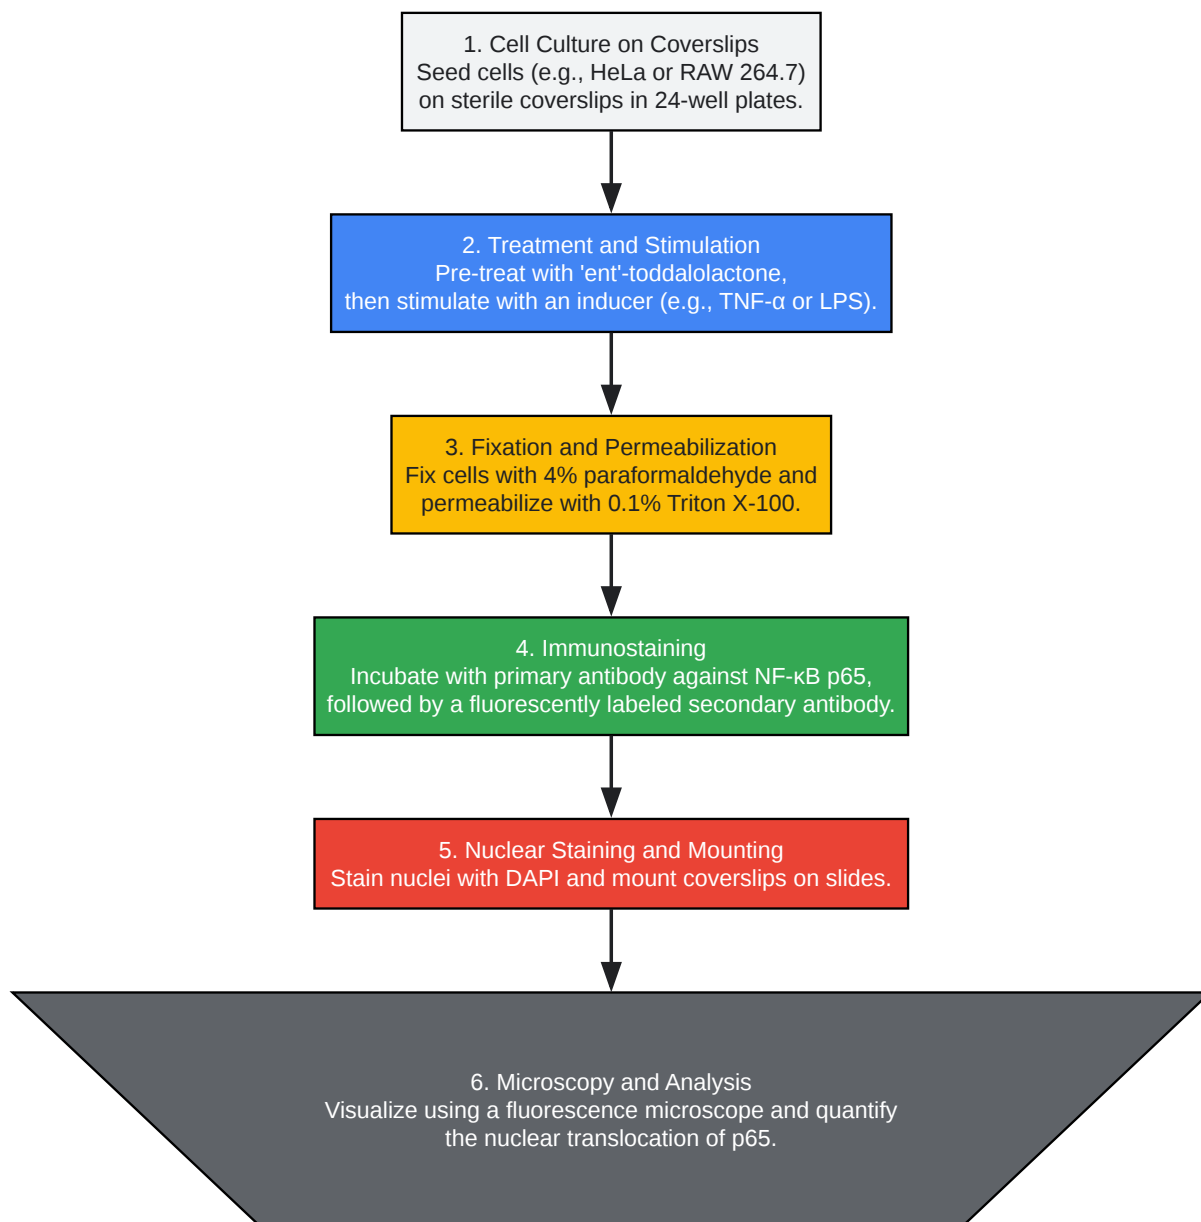 1. Cell Culture on Coverslips
Seed cells (e.g., HeLa or RAW 264.7)
on sterile coverslips in 24-well plates.
2. Treatment and Stimulation
Pre-treat with 'ent'-toddalolactone,
then stimulate with an inducer (e.g., TNF-α or LPS).
3. Fixation and Permeabilization
Fix cells with 4% paraformaldehyde and
permeabilize with 0.1% Triton X-100.
4. Immunostaining
Incubate with primary antibody against NF-κB p65,
followed by a fluorescently labeled secondary antibody.
5. Nuclear Staining and Mounting
Stain nuclei with DAPI and mount coverslips on slides.
6. Microscopy and Analysis
Visualize using a fluorescence microscope and quantify
the nuclear translocation of p65.